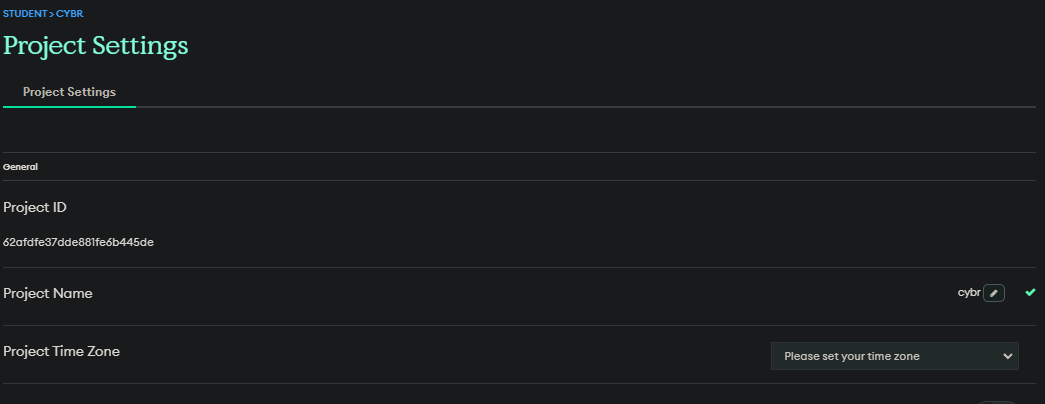 STUDENT > CYBR
Project Settings
Project Settings
General
Project ID
62afdfe37dde881fe6b445de
Project Name
cybr
Project Time Zone
Please set your time zone